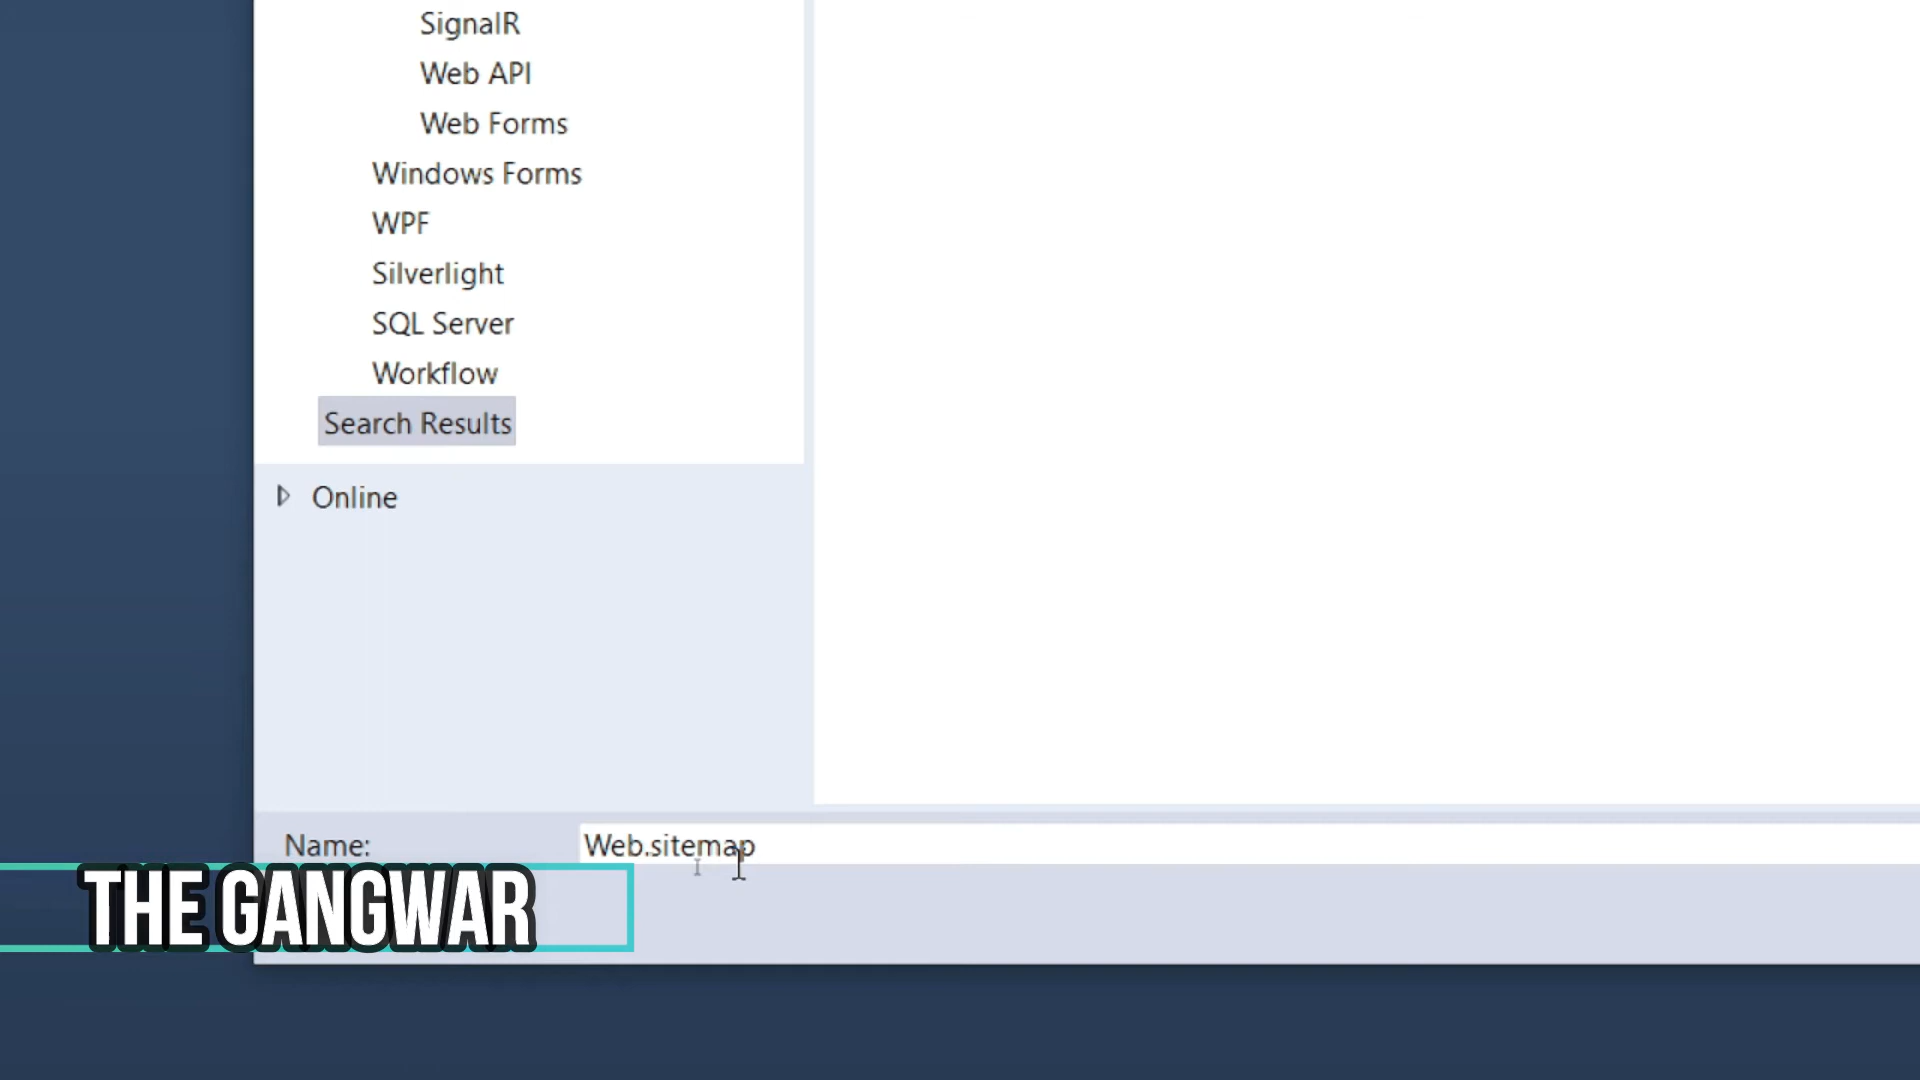 SignalR
Web API
Web Forms
Windows Forms
WPF
Silverlight
SQL Server
Workflow
Search Results
Online
Name: Web.sitemap
THE GANGWAR